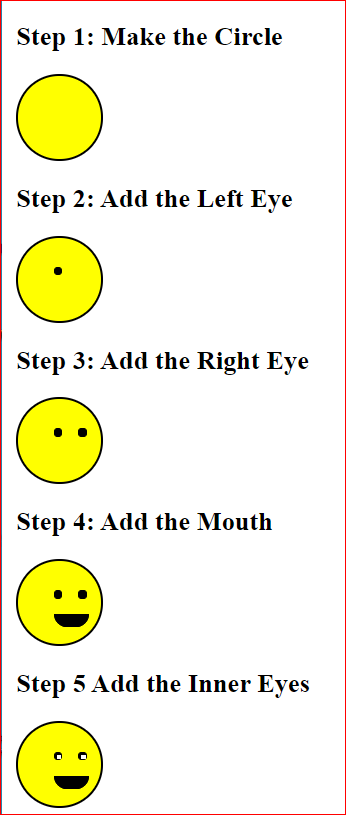 Step 1: Make the Circle
Step 2: Add the Left Eye
Step 3: Add the Right Eye
Step 4: Add the Mouth
Step 5 Add the Inner Eyes